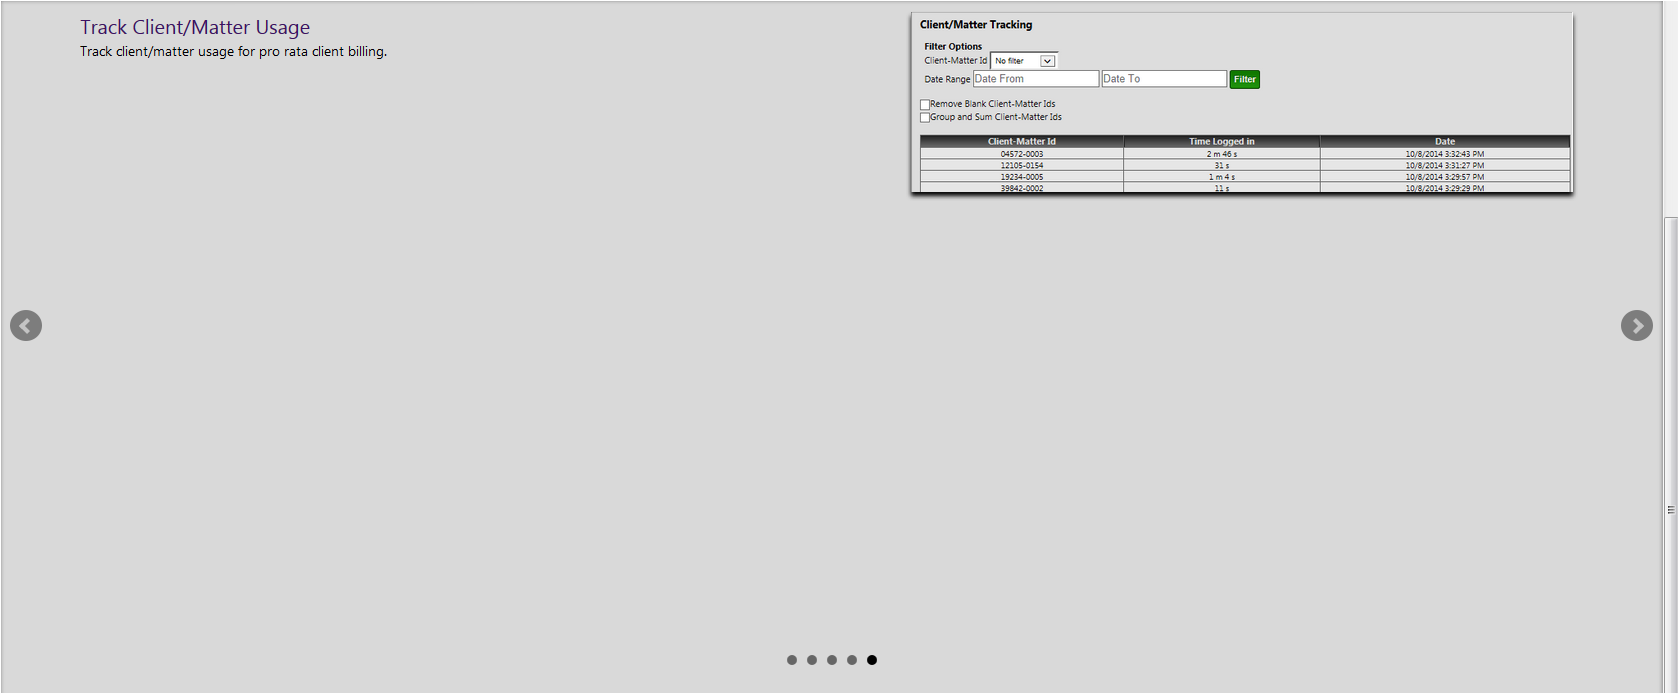 Track Client/Matter Usage
Track client/matter usage for pro rata client billing.
Client/Matter Tracking
Filter Options
Client-Matter Id No filter
Date Range Date From Date To Filter
Remove Blank Client-Matter Ids
Group and Sum Client-Matter Ids
Client-Matter Id Time Logged in Date
04572-0003 2 m 46 s 10/8/2014 3:32:43 PM
12105-0154 31 s 10/8/2014 3:31:27 PM
19234-0005 1 m 4 s 10/8/2014 3:29:57 PM
39842-0002 11 s 10/8/2014 3:29:29 PM